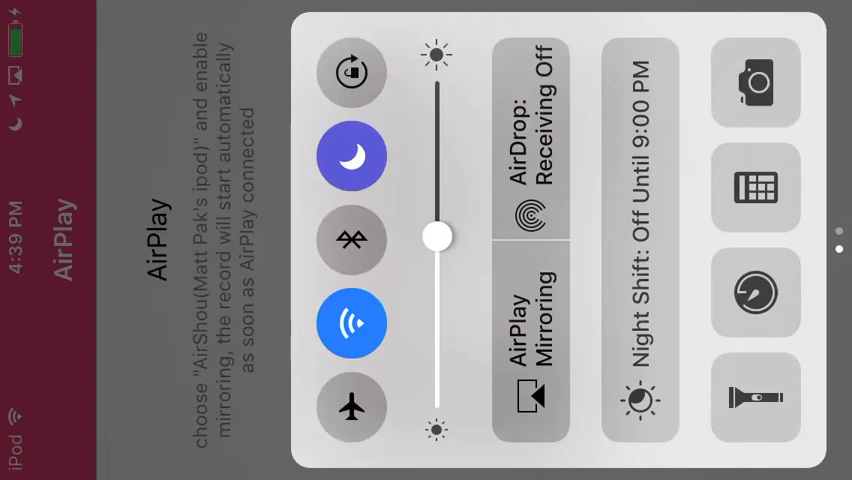 iPod
4:39 PM
AirPlay
AirPlay
choose "AirShou(Matt Pak's ipod)" and enable
mirroring, the record will start automatically
as soon as AirPlay connected
AirPlay
Mirroring
AirDrop:
Receiving Off
Night Shift: Off Until 9:00 PM